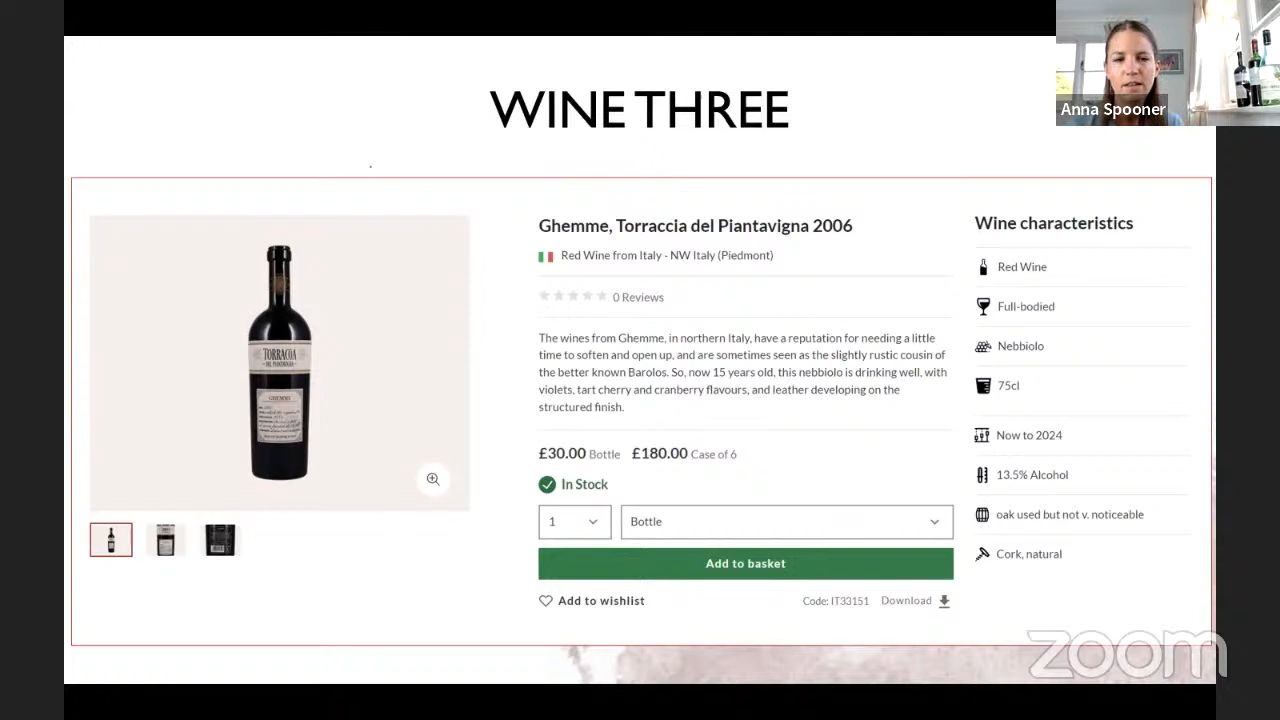 WINE THREE
Anna Spooner
Ghemme, Torraccia del Piantavigna 2006
Red Wine from Italy - NW Italy (Piedmont)
0 Reviews
The wines from Ghemme, in northern Italy, have a reputation for needing a little
time to soften and open up, and are sometimes seen as the slightly rustic cousin of
the better known Barolos. So, now 15 years old, this nebbiolo is drinking well, with
violets, tart cherry and cranberry flavours, and leather developing on the
structured finish.
£30.00 Bottle £180.00 Case of 6
In Stock
1 Bottle
Add to basket
Add to wishlist
Code: IT33151 Download
Wine characteristics
Red Wine
Full-bodied
Nebbiolo
75cl
Now to 2024
13.5% Alcohol
oak used but not v. noticeable
Cork, natural
GHEMME
zoom